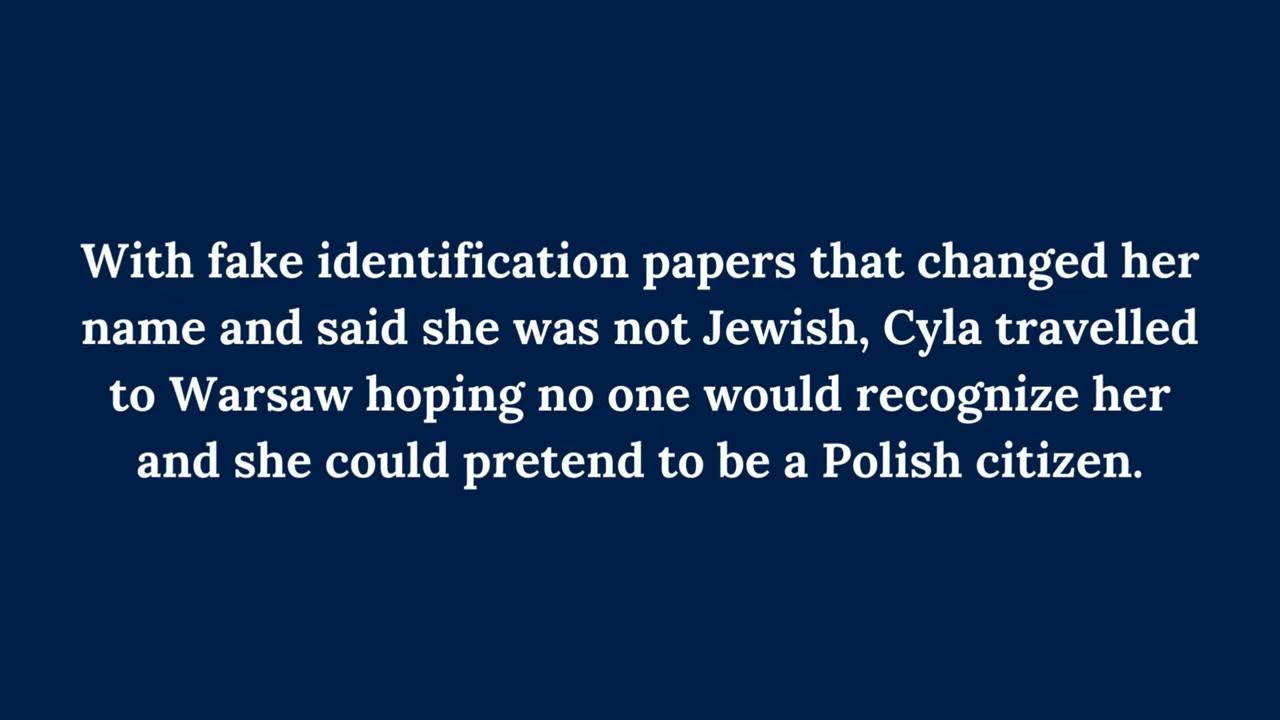 With fake identification papers that changed her
name and said she was not Jewish, Cyla travelled
to Warsaw hoping no one would recognize her
and she could pretend to be a Polish citizen.